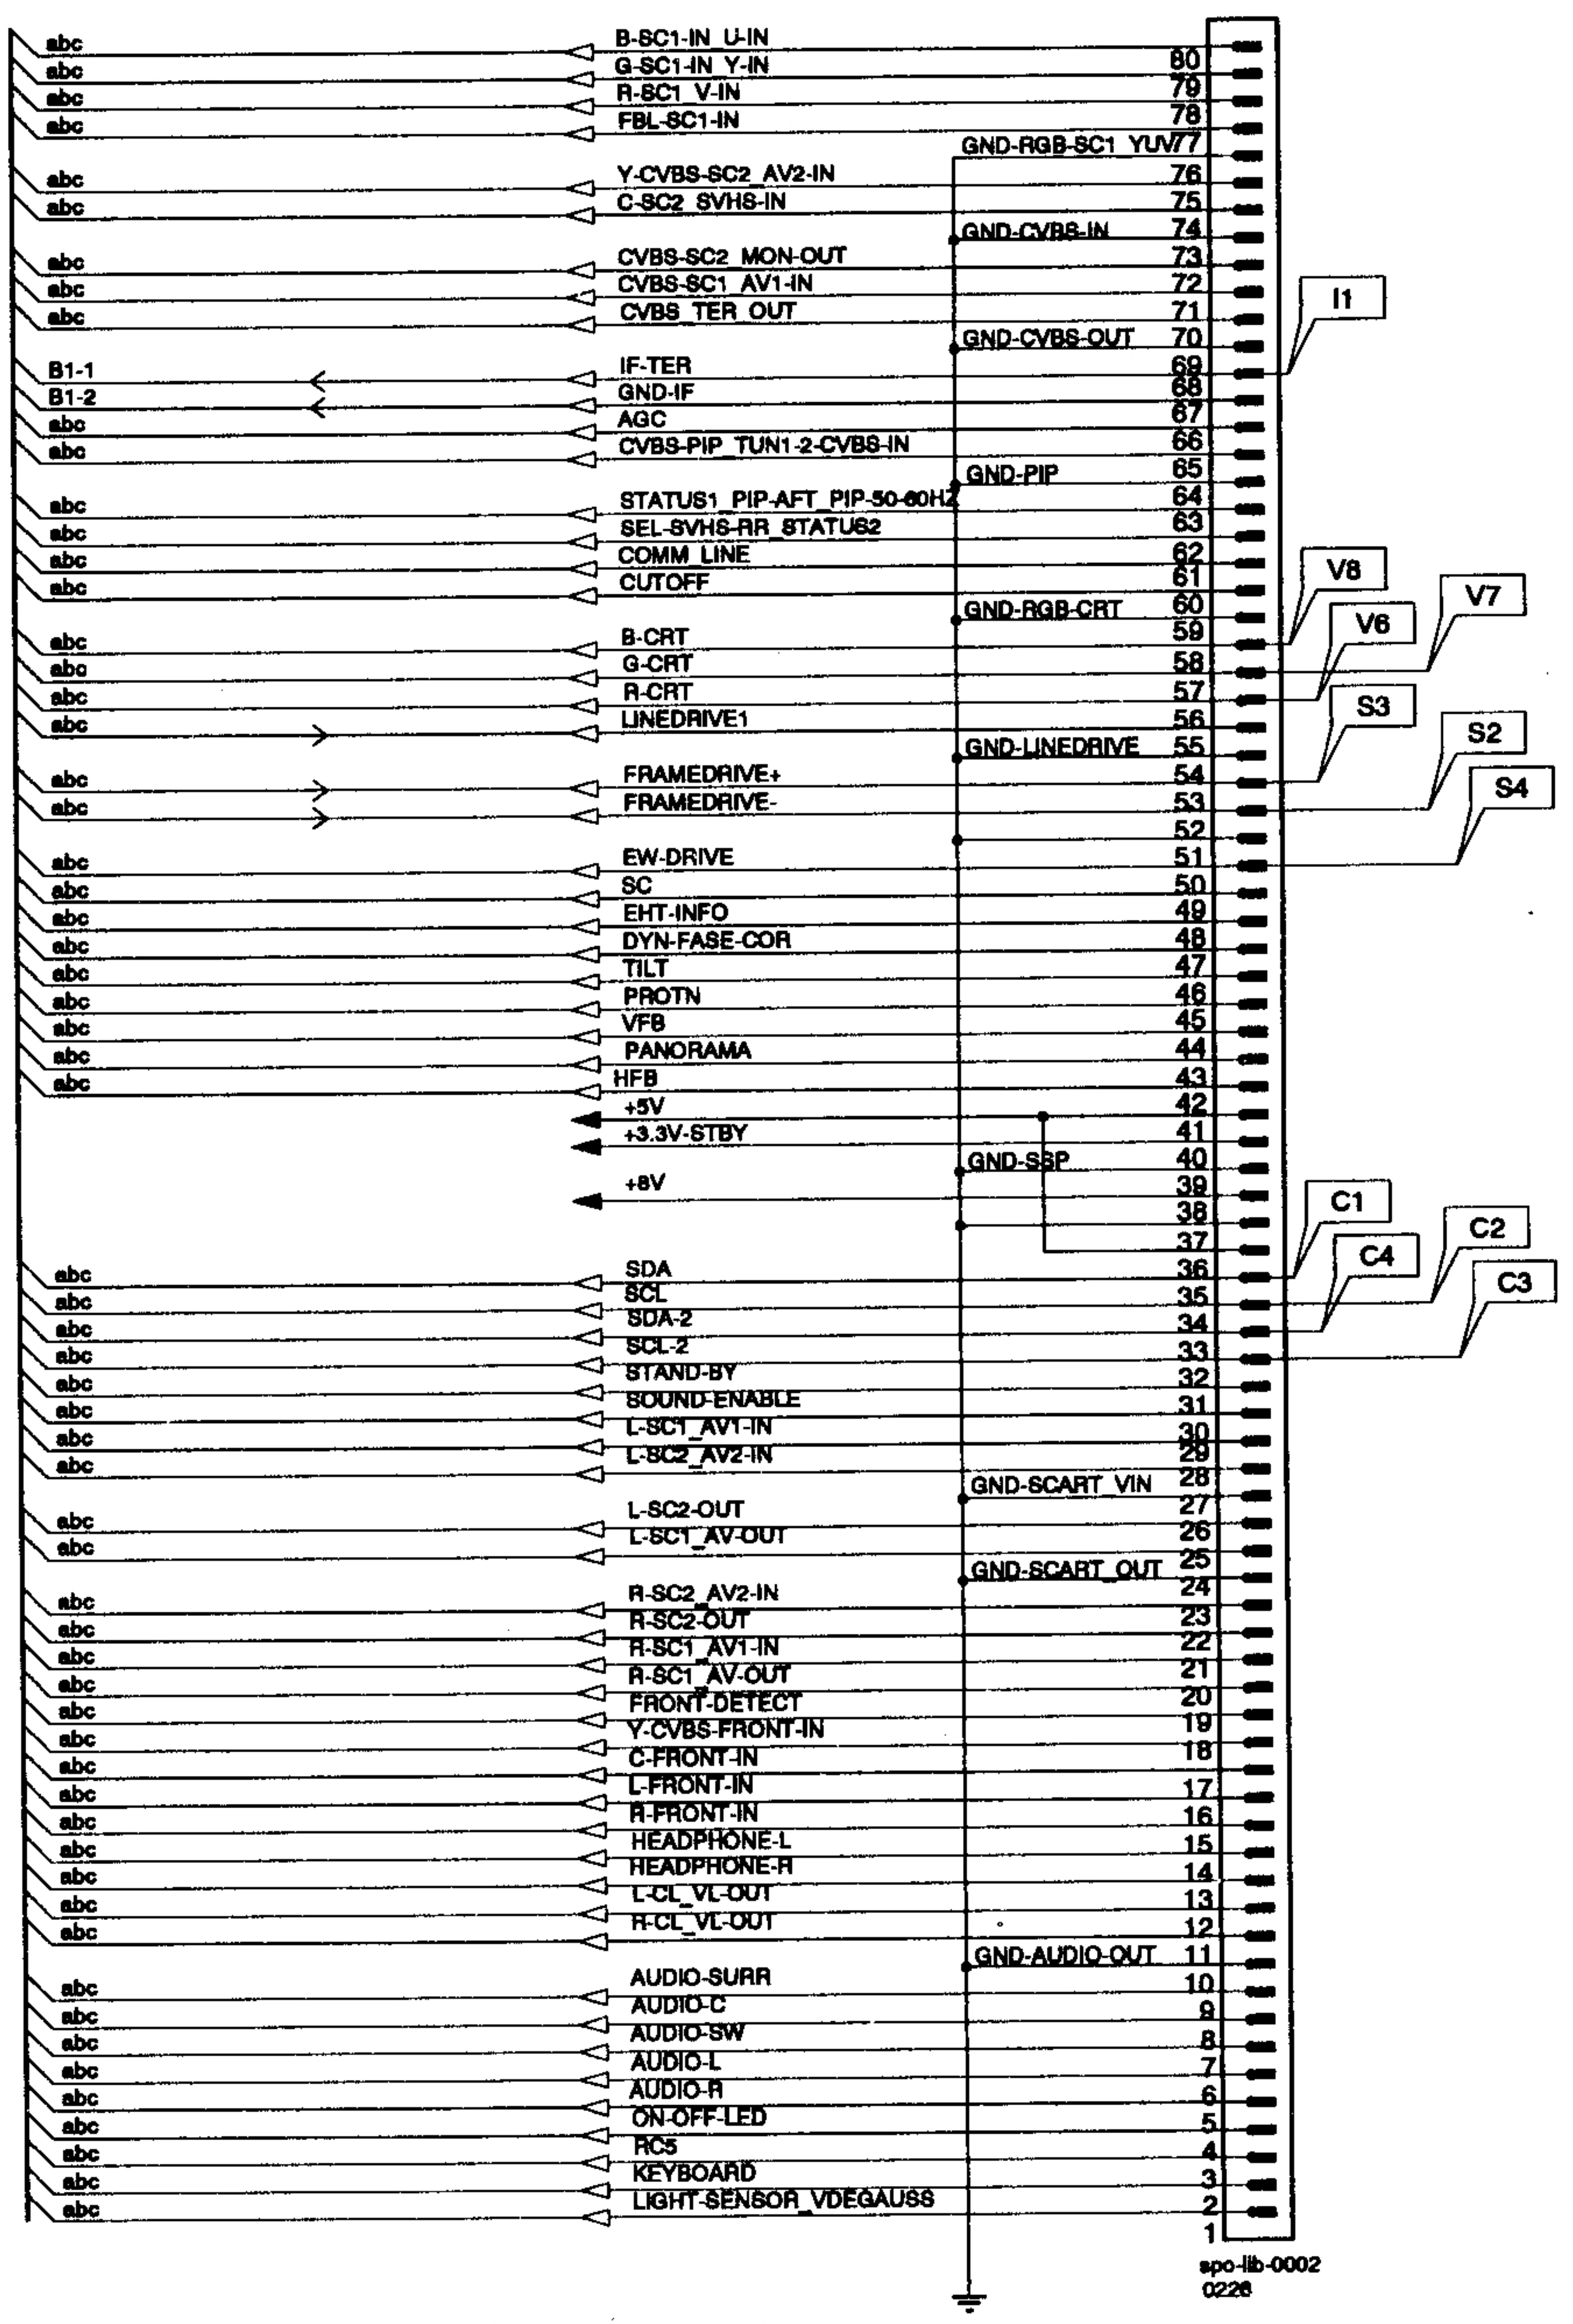 abc B-SC1-IN_U-IN
80
abc G-SC1-IN_Y-IN
79
abc R-SC1_V-IN
78
abc FBL-SC1-IN
GND-RGB-SC1_YUV 77
76
abc Y-CVBS-SC2_AV2-IN
75
abc C-SC2_SVHS-IN
GND-CVBS-IN 74
73
abc CVBS-SC2_MON-OUT
72
abc CVBS-SC1_AV1-IN
71 I1
abc CVBS_TER_OUT
GND-CVBS-OUT 70
69
B1-1 IF-TER
68
B1-2 GND-IF
67
abc AGC
66
abc CVBS-PIP_TUN1-2-CVBS-IN
GND-PIP 65
64
abc STATUS1_PIP-AFT_PIP-50-60HZ
63
abc SEL-SVHS-RR_STATUS2
62
abc COMM_LINE
61 V8
abc CUTOFF
GND-RGB-CRT 60 V7
59 V6
abc B-CRT
58
abc G-CRT
57
abc R-CRT
56 S3
abc LINEDRIVE1
GND-LINEDRIVE 55 S2
54
abc FRAMEDRIVE+
53 S4
abc FRAMEDRIVE-
52
51
abc EW-DRIVE
50
abc SC
49
abc EHT-INFO
48
abc DYN-FASE-COR
47
abc TILT
46
abc PROTN
45
abc VFB
44
abc PANORAMA
43
abc HFB
+5V 42
+3.3V-STBY 41
GND-SSP 40
+8V 39
38 C1
37 C2
C4
abc SDA 36 C3
abc SCL 35
abc SDA-2 34
abc SCL-2 33
abc STAND-BY 32
abc SOUND-ENABLE 31
abc L-SC1_AV1-IN 30
29
abc L-SC2_AV2-IN
GND-SCART_VIN 28
27
abc L-SC2-OUT
26
abc L-SC1_AV-OUT
GND-SCART_OUT 25
24
abc R-SC2_AV2-IN
23
abc R-SC2-OUT
22
abc R-SC1_AV1-IN
21
abc R-SC1_AV-OUT
20
abc FRONT-DETECT
19
abc Y-CVBS-FRONT-IN
18
abc C-FRONT-IN
abc L-FRONT-IN
17
abc R-FRONT-IN
16
abc HEADPHONE-L
15
abc HEADPHONE-R
14
abc L-CL_VL-OUT
13
abc R-CL_VL-OUT
12
GND-AUDIO-OUT 11
abc AUDIO-SURR
10
abc AUDIO-C
9
abc AUDIO-SW
8
abc AUDIO-L
7
abc AUDIO-R
6
abc ON-OFF-LED
5
abc RC5
4
abc KEYBOARD
3
abc LIGHT-SENSOR_VDEGAUSS
2
1
spo-lib-0002
0226